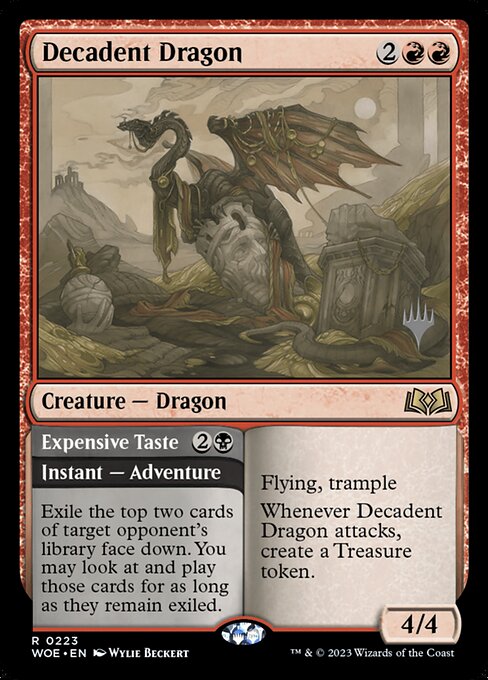 Decadent Dragon 2
Creature — Dragon
Expensive Taste 2
Instant — Adventure
Exile the top two cards
of target opponent's
library face down. You
may look at and play
those cards for as long
as they remain exiled.
Flying, trample
Whenever Decadent
Dragon attacks,
create a Treasure
token.
4/4
R 0223
WOE • EN Wylie Beckert
™ & © 2023 Wizards of the Coast